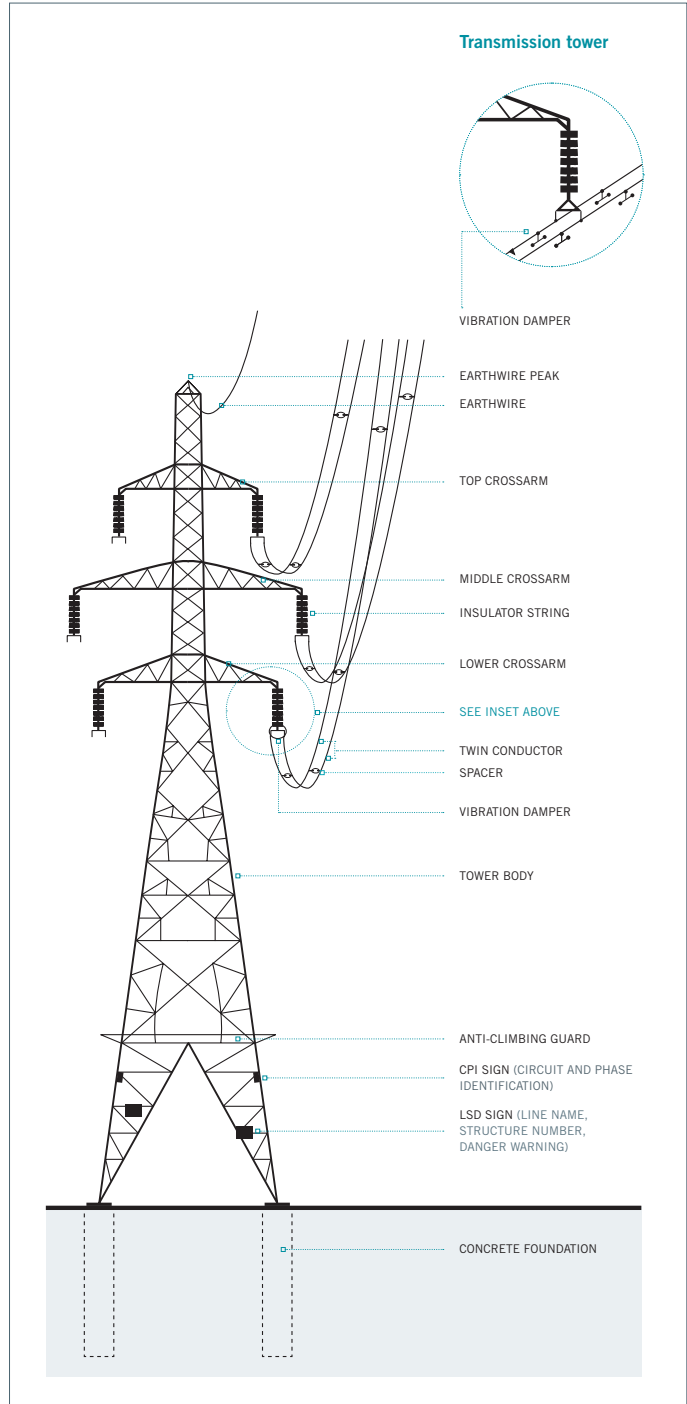 Transmission tower
VIBRATION DAMPER
EARTHWIRE PEAK
EARTHWIRE
TOP CROSSARM
MIDDLE CROSSARM
INSULATOR STRING
LOWER CROSSARM
SEE INSET ABOVE
TWIN CONDUCTOR
SPACER
VIBRATION DAMPER
TOWER BODY
ANTI-CLIMBING GUARD
CPI SIGN (CIRCUIT AND PHASE
IDENTIFICATION)
LSD SIGN (LINE NAME,
STRUCTURE NUMBER,
DANGER WARNING)
CONCRETE FOUNDATION